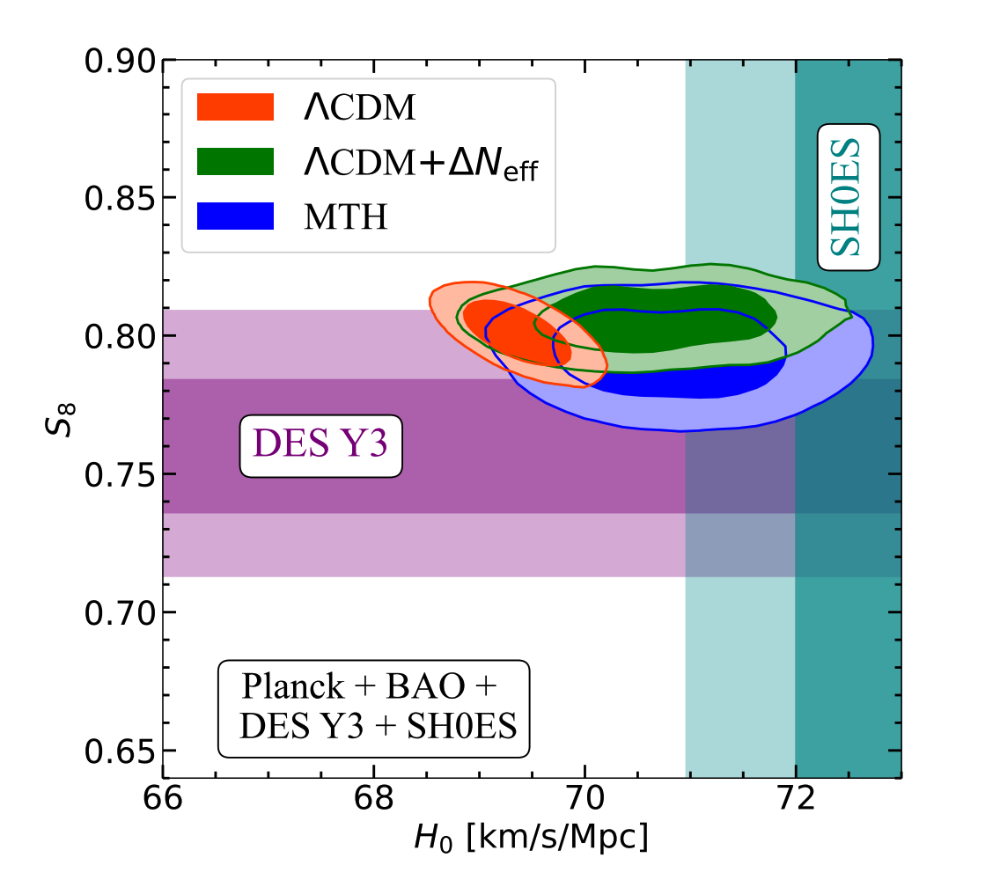 0.90
0.85
0.80
0.75
0.70
0.65
S₈
ΛCDM
ΛCDM+ΔN_eff
MTH
SH0ES
DES Y3
Planck + BAO +
DES Y3 + SH0ES
66 68 70 72
H₀ [km/s/Mpc]